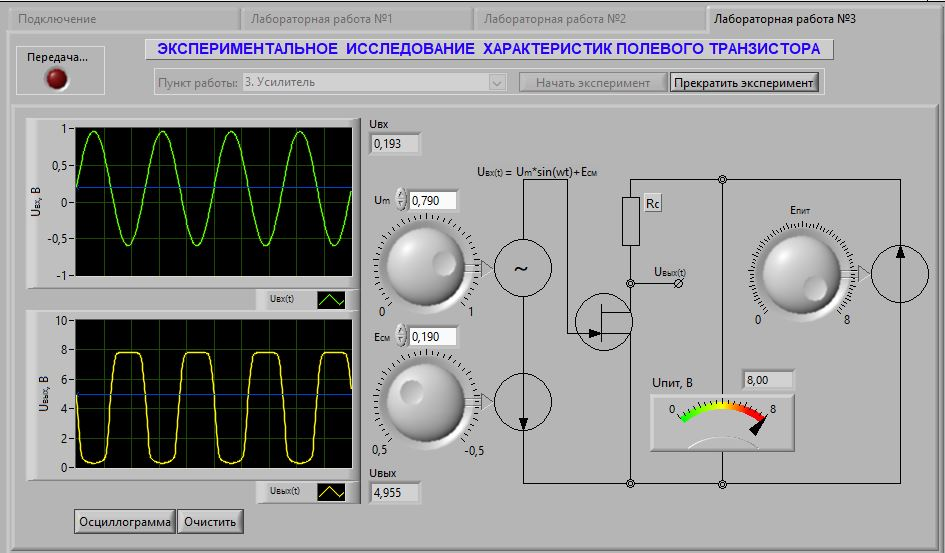 Подключение
Лабораторная работа №1
Лабораторная работа №2
Лабораторная работа №3
Передача...
ЭКСПЕРИМЕНТАЛЬНОЕ ИССЛЕДОВАНИЕ ХАРАКТЕРИСТИК ПОЛЕВОГО ТРАНЗИСТОРА
Пункт работы: 3. Усилитель
Начать эксперимент
Прекратить эксперимент
Uвх, В
1
0,5
0
-0,5
-1
Uвх(t)
Uвых, В
10
8
6
4
2
0
Uвых(t)
Осциллограмма
Очистить
Uвх
0,193
Um 0,790
0 1
Eсм 0,190
0,5 -0,5
Uвых
4,955
Uвх(t) = Um*sin(wt)+Eсм
~
Rc
Uвых(t)
Eпит
0 8
Uпит, В 8,00
0 8